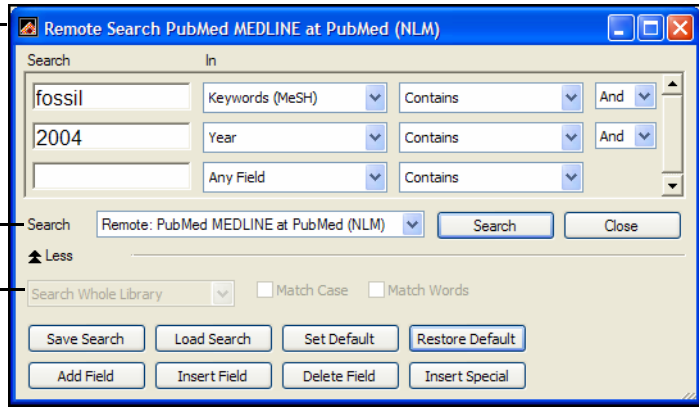 Remote Search PubMed MEDLINE at PubMed (NLM)
Search In
fossil Keywords (MeSH) Contains And
2004 Year Contains And
Any Field Contains
Search Remote: PubMed MEDLINE at PubMed (NLM) Search Close
Less
Search Whole Library Match Case Match Words
Save Search Load Search Set Default Restore Default
Add Field Insert Field Delete Field Insert Special